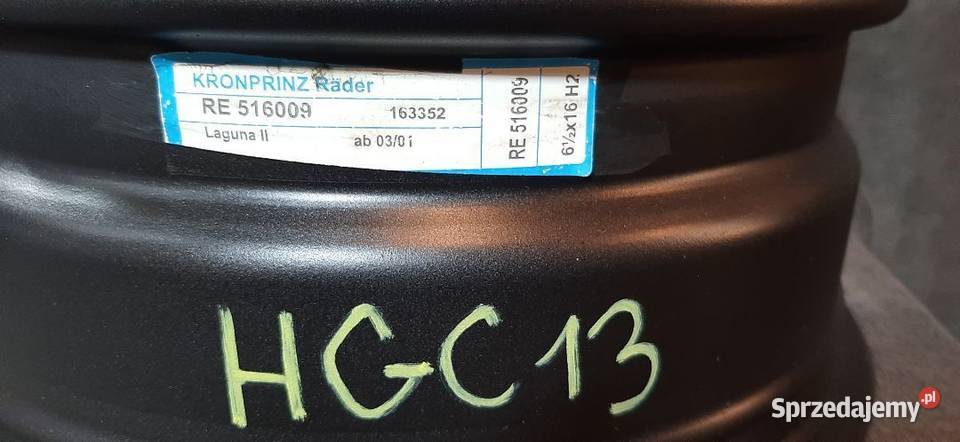 KRONPRINZ Räder
RE 516009 163352
Laguna II ab 03/01
RE 516009
6½x16 H2
HGC13
Sprzedajemy.pl